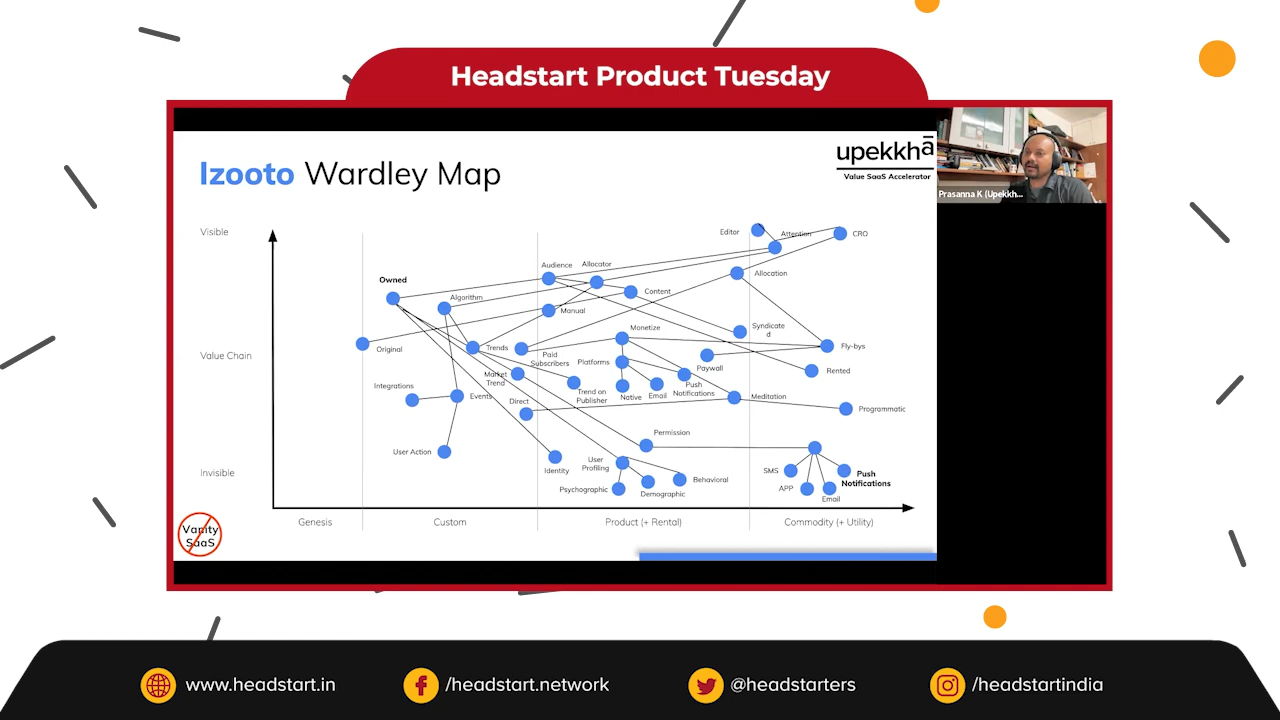 Headstart Product Tuesday
Izooto Wardley Map
upekkhā
Value SaaS Accelerator
Prasanna K (Upekkh...
Visible
Editor
Attention
CRO
Audience
Allocator
Owned
Allocation
Algorithm
Content
Manual
Syndicate
d
Monetize
Original
Trends
Fly-bys
Value Chain
Paid
Subscribers
Platforms
Paywall
Rented
Market
Trend
Integrations
Events
Trend on
Publisher
Native
Email
Push
Notifications
Meditation
Direct
Programmatic
Permission
User Action
Identity
User
Profiling
Invisible
Psychographic
Demographic
Behavioral
SMS
APP
Email
Push
Notifications
Genesis
Custom
Product (+ Rental)
Commodity (+ Utility)
Vanity
SaaS
www.headstart.in
/headstart.network
@headstarters
/headstartindia